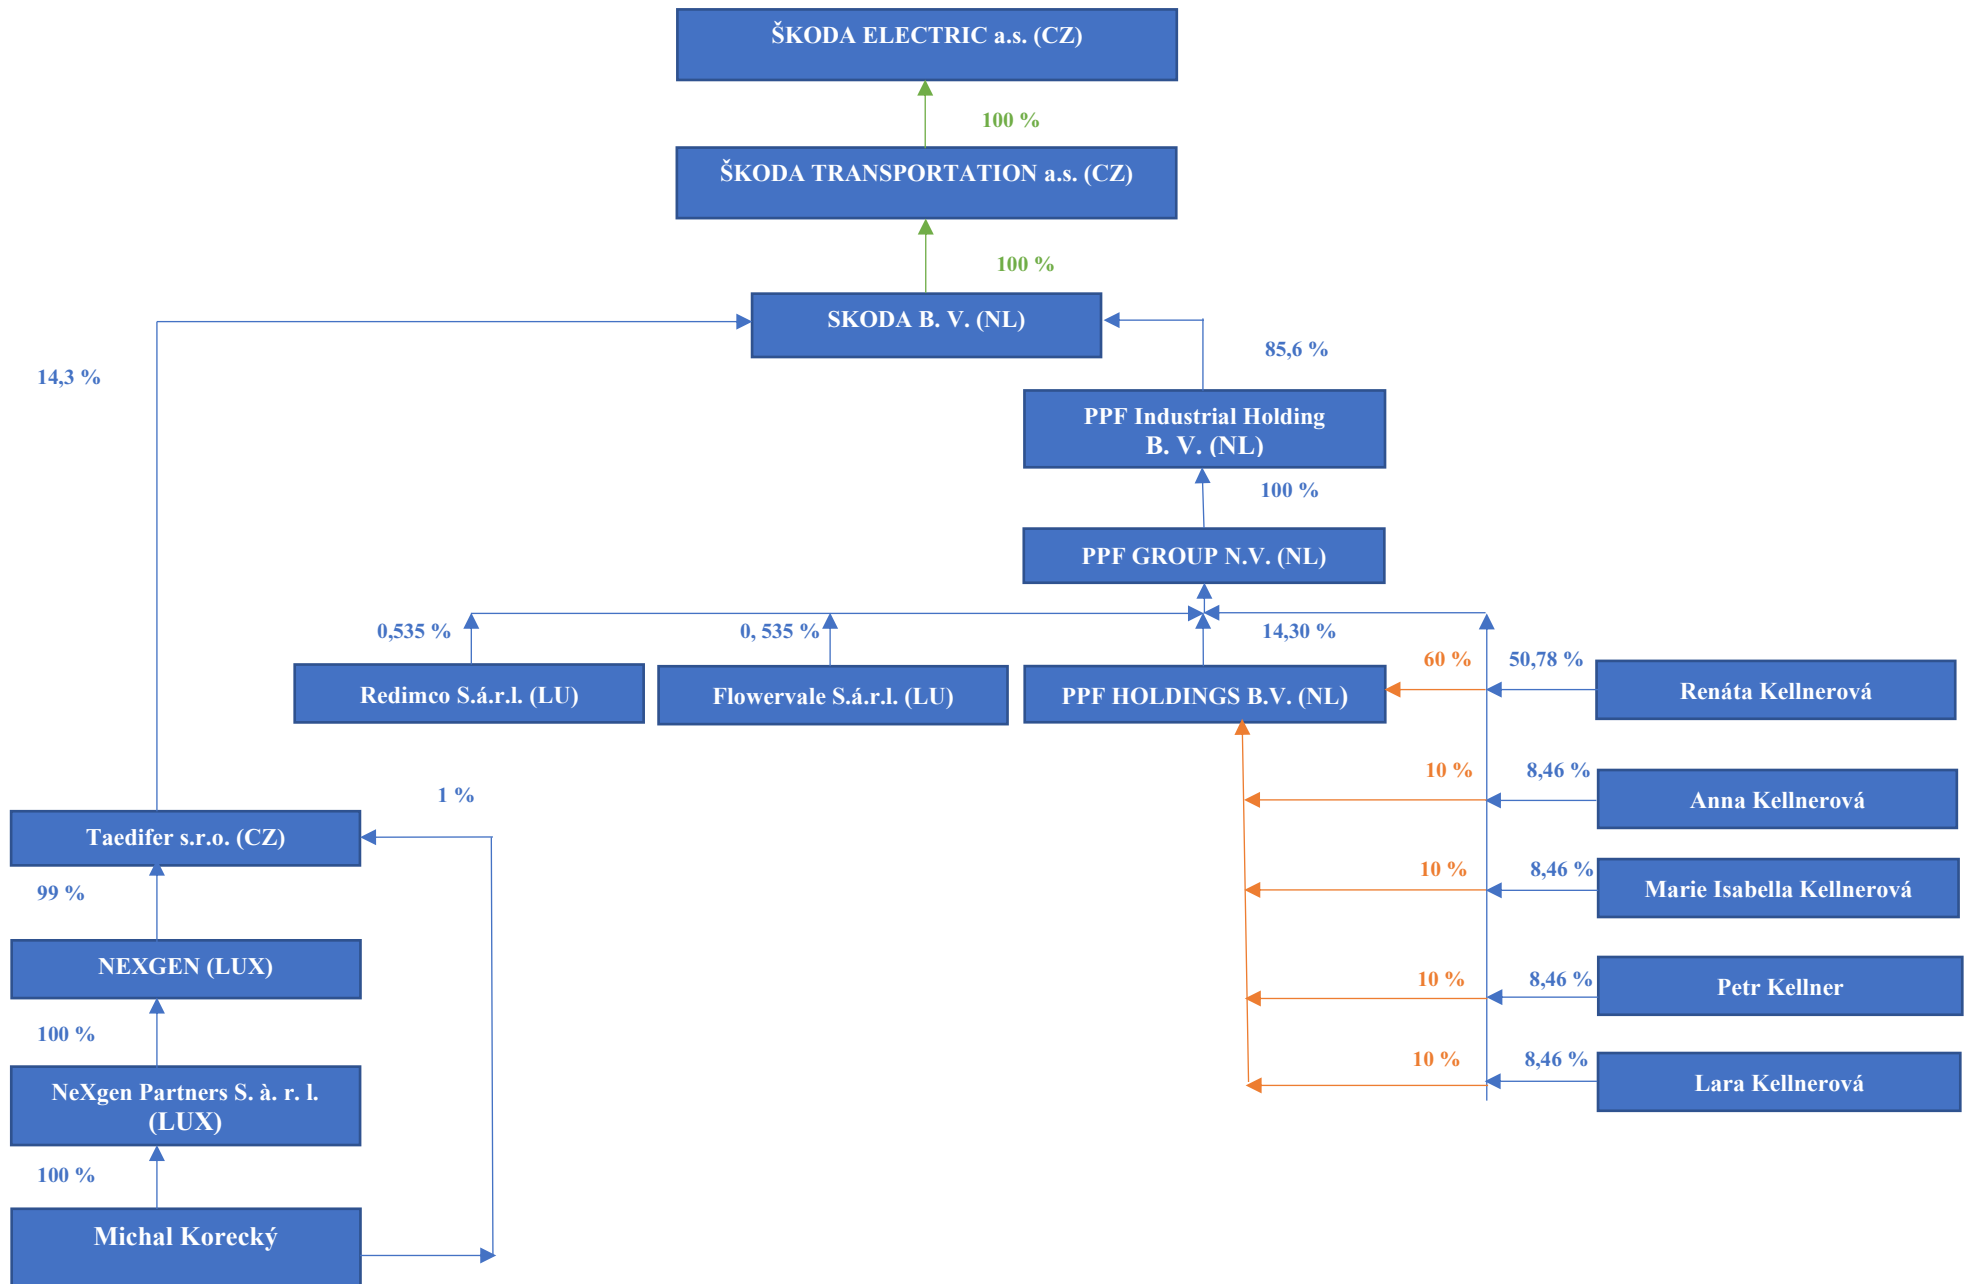 ŠKODA ELECTRIC a.s. (CZ)
100 %
ŠKODA TRANSPORTATION a.s. (CZ)
100 %
SKODA B. V. (NL)
85,6 %
14,3 %
PPF Industrial Holding
B. V. (NL)
100 %
PPF GROUP N.V. (NL)
0,535 %
0, 535 %
14,30 %
60 %
50,78 %
Redimco S.á.r.l. (LU)
Flowervale S.á.r.l. (LU)
PPF HOLDINGS B.V. (NL)
Renáta Kellnerová
10 %
8,46 %
Anna Kellnerová
1 %
Taedifer s.r.o. (CZ)
10 %
8,46 %
Marie Isabella Kellnerová
99 %
NEXGEN (LUX)
10 %
8,46 %
Petr Kellner
100 %
10 %
8,46 %
Lara Kellnerová
NeXgen Partners S. à. r. l.
(LUX)
100 %
Michal Korecký